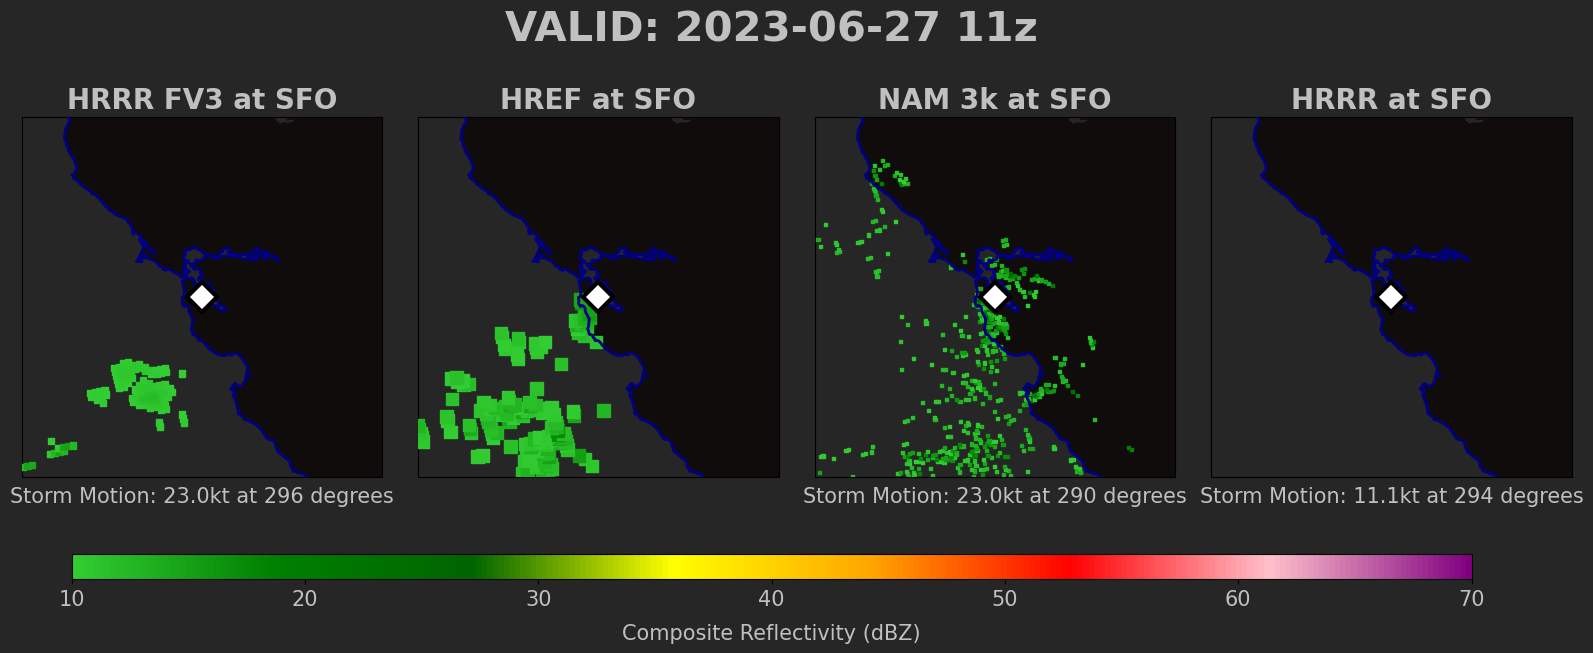 VALID: 2023-06-27 11z
HRRR FV3 at SFO
HREF at SFO
NAM 3k at SFO
HRRR at SFO
Storm Motion: 23.0kt at 296 degrees
Storm Motion: 23.0kt at 290 degrees
Storm Motion: 11.1kt at 294 degrees
10 20 30 40 50 60 70
Composite Reflectivity (dBZ)